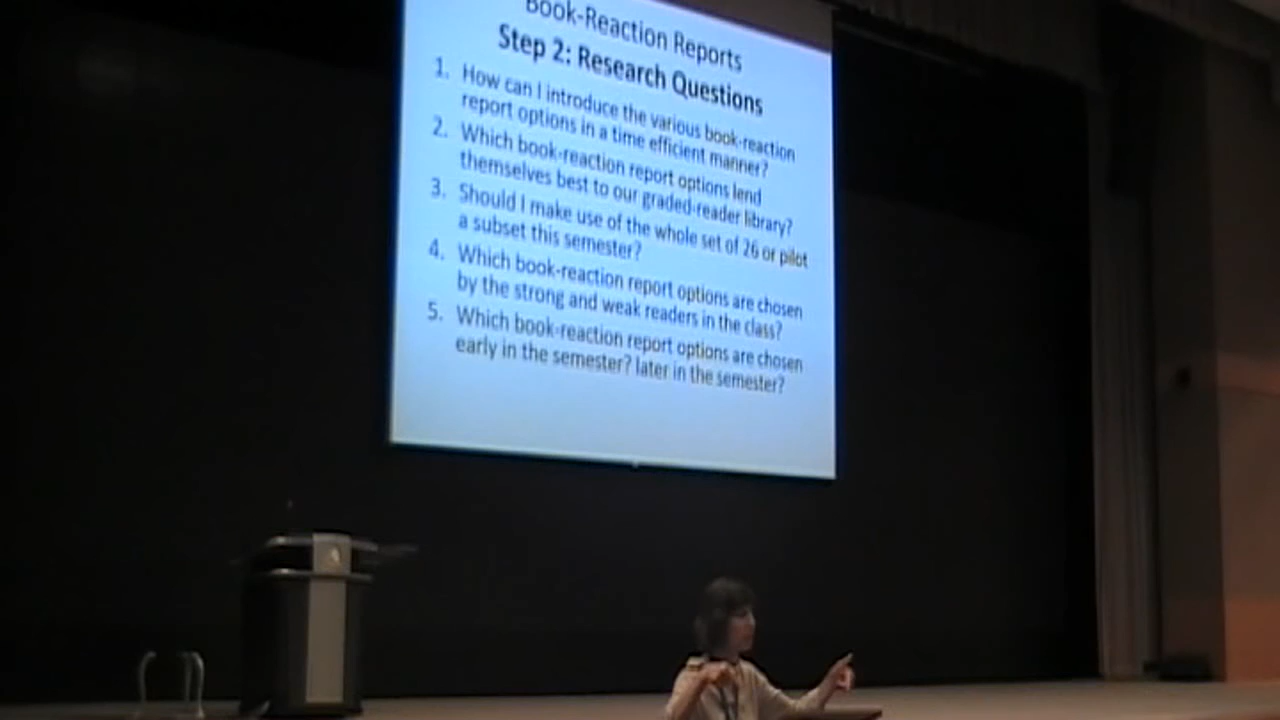 Book-Reaction Reports
Step 2: Research Questions
1. How can I introduce the various book-reaction
report options in a time efficient manner?
2. Which book-reaction report options lend
themselves best to our graded-reader library?
3. Should I make use of the whole set of 26 or pilot
a subset this semester?
4. Which book-reaction report options are chosen
by the strong and weak readers in the class?
5. Which book-reaction report options are chosen
early in the semester? later in the semester?